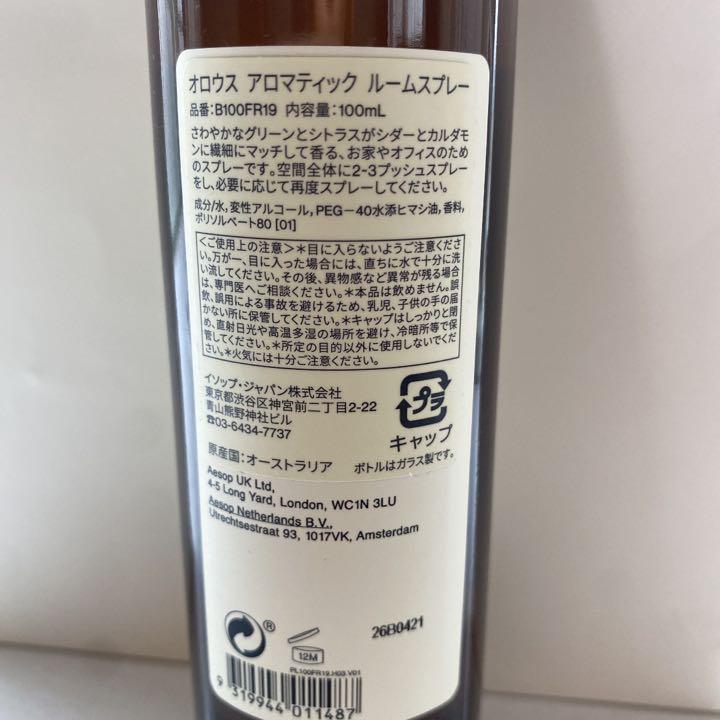 オロウス アロマティック ルームスプレー
品番:B100FR19 内容量:100mL
さわやかなグリーンとシトラスがシダーとカルダモ
ンに繊細にマッチして香る、お家やオフィスのため
のスプレーです。空間全体に2-3プッシュスプレー
をし、必要に応じて再度スプレーしてください。
成分/水, 変性アルコール, PEG－40水添ヒマシ油, 香料,
ポリソルベート80 [01]
＜ご使用上の注意＞＊目に入らないようご注意くださ
い。万が一、目に入った場合には、直ちに水で十分に洗
い流してください。その後、異物感など異常が残る場合
は、専門医へご相談ください。＊本品は飲めません。誤
飲、誤用による事故を避けるため、乳児、子供の手の届
かない所に保管してください。＊キャップはしっかりと閉
め、直射日光や高温多湿の場所を避け、冷暗所等で保
管してください。＊所定の目的以外に使用しないでくだ
さい。＊火気には十分ご注意ください。
イソップ・ジャパン株式会社
東京都渋谷区神宮前二丁目2-22
青山熊野神社ビル
☎03-6434-7737
プラ
キャップ
原産国：オーストラリア ボトルはガラス製です。
Aesop UK Ltd,
4-5 Long Yard, London, WC1N 3LU
Aesop Netherlands B.V.,
Utrechtsestraat 93, 1017VK, Amsterdam
26B0421
®
12M
PL100FR19.H03.V01
9 319944 011487